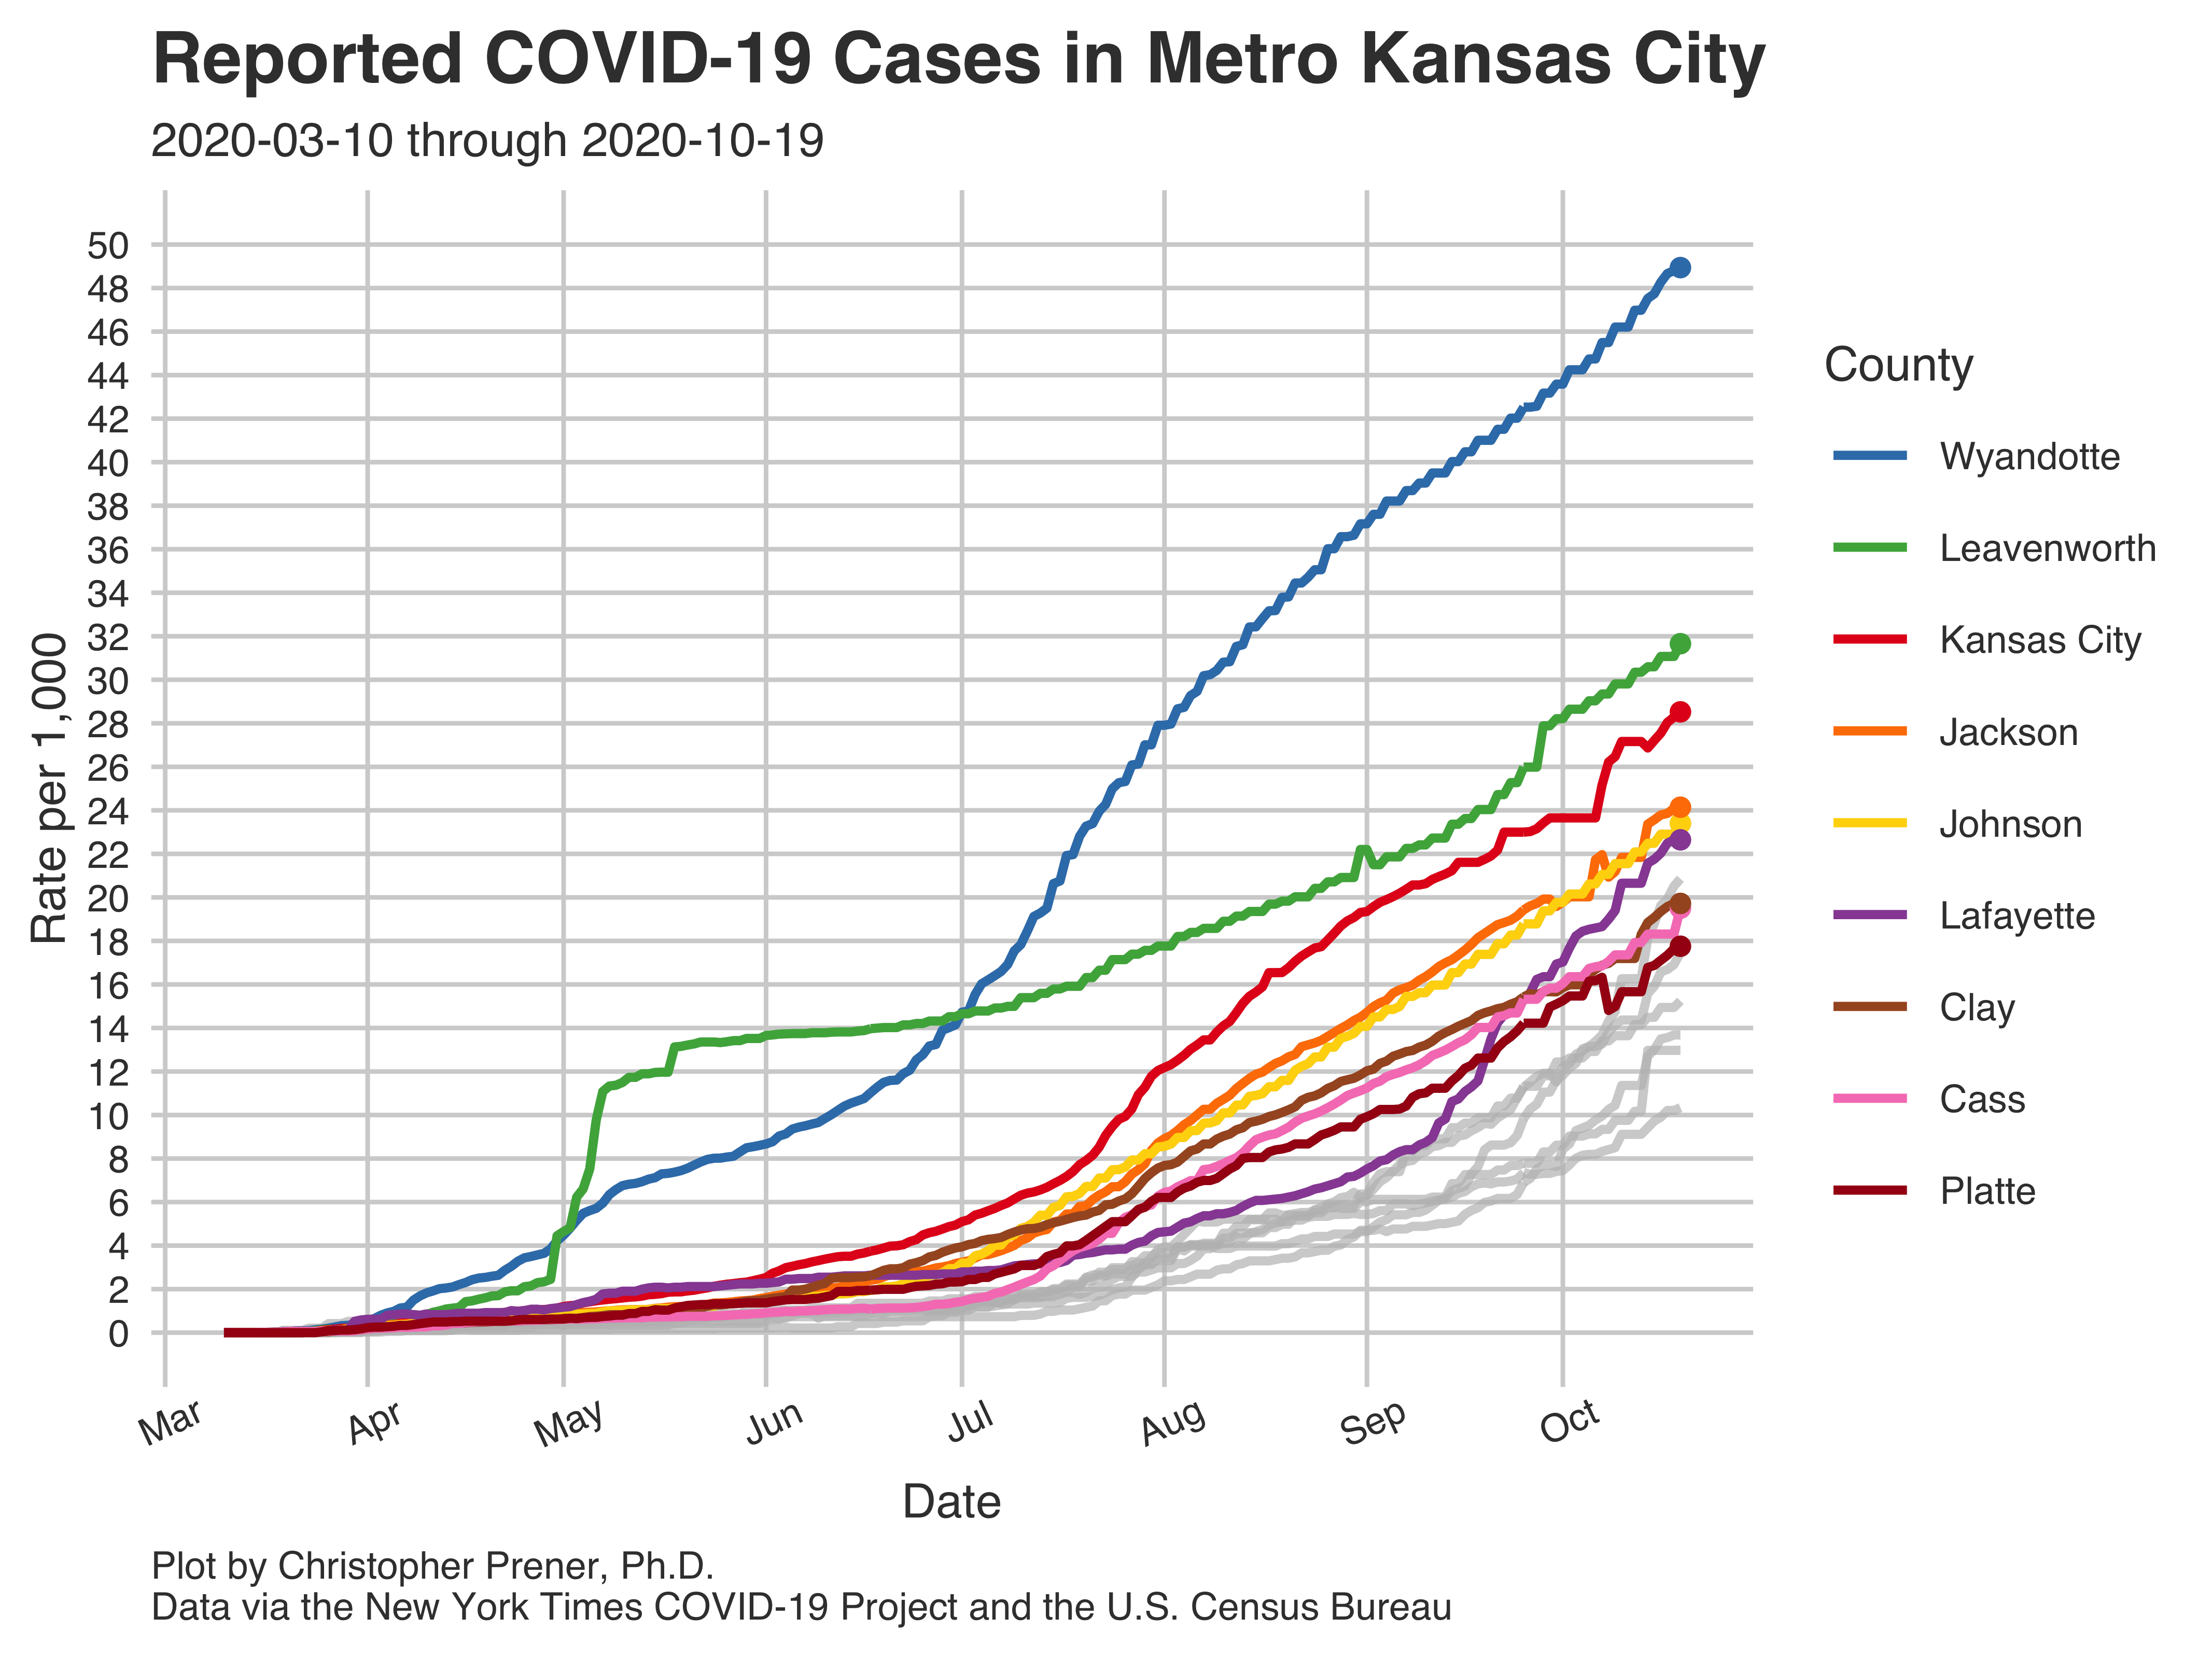 Reported COVID-19 Cases in Metro Kansas City
2020-03-10 through 2020-10-19
50
48
46
44
42
40
38
36
34
32
30
28
26
24
22
20
18
16
14
12
10
8
6
4
2
0
Rate per 1,000
Mar Apr May Jun Jul Aug Sep Oct
Date
County
Wyandotte
Leavenworth
Kansas City
Jackson
Johnson
Lafayette
Clay
Cass
Platte
Plot by Christopher Prener, Ph.D.
Data via the New York Times COVID-19 Project and the U.S. Census Bureau